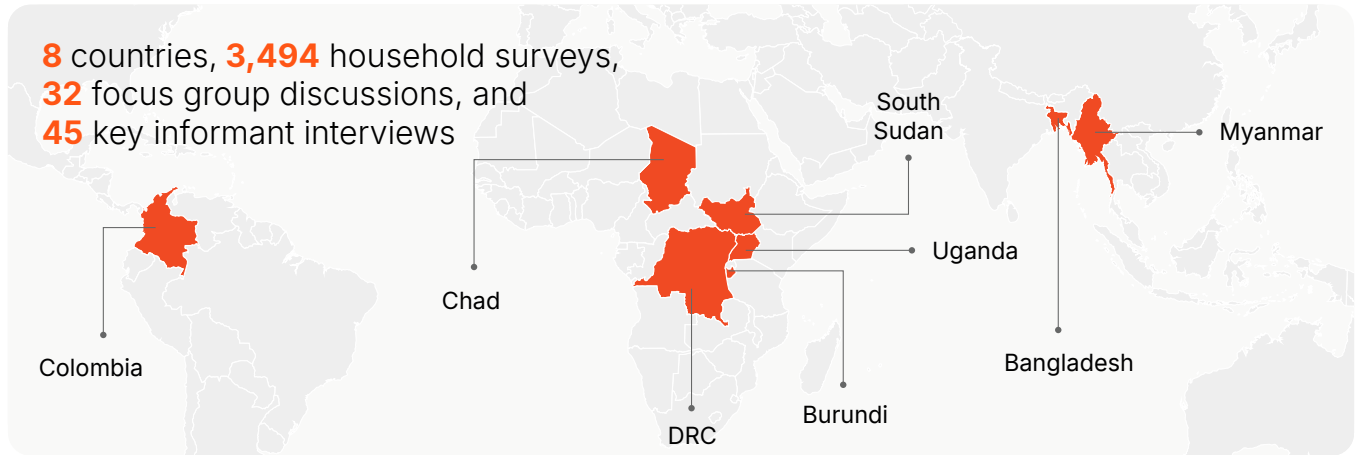 8 countries, 3,494 household surveys,
32 focus group discussions, and
45 key informant interviews
South
Sudan
Myanmar
Uganda
Chad
Bangladesh
Colombia
Burundi
DRC